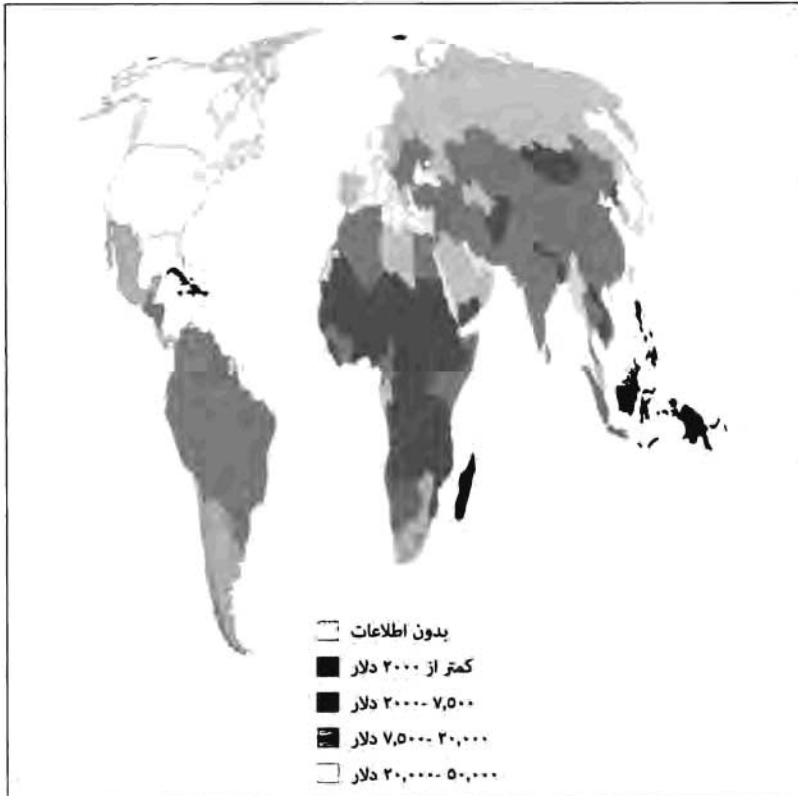 بدون اطلاعات
کمتر از ۲۰۰۰ دلار
۲۰۰۰ -۷,۵۰۰ دلار
۷,۵۰۰ -۲۰,۰۰۰ دلار
۲۰,۰۰۰ -۵۰,۰۰۰ دلار